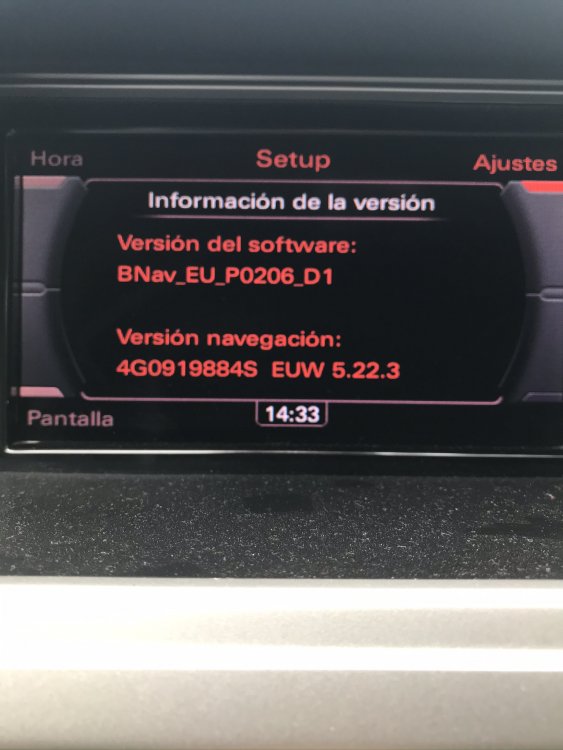 Hora Setup Ajustes
Información de la versión
Versión del software:
BNav_EU_P0206_D1
Versión navegación:
4G0919884S EUW 5.22.3
Pantalla 14:33